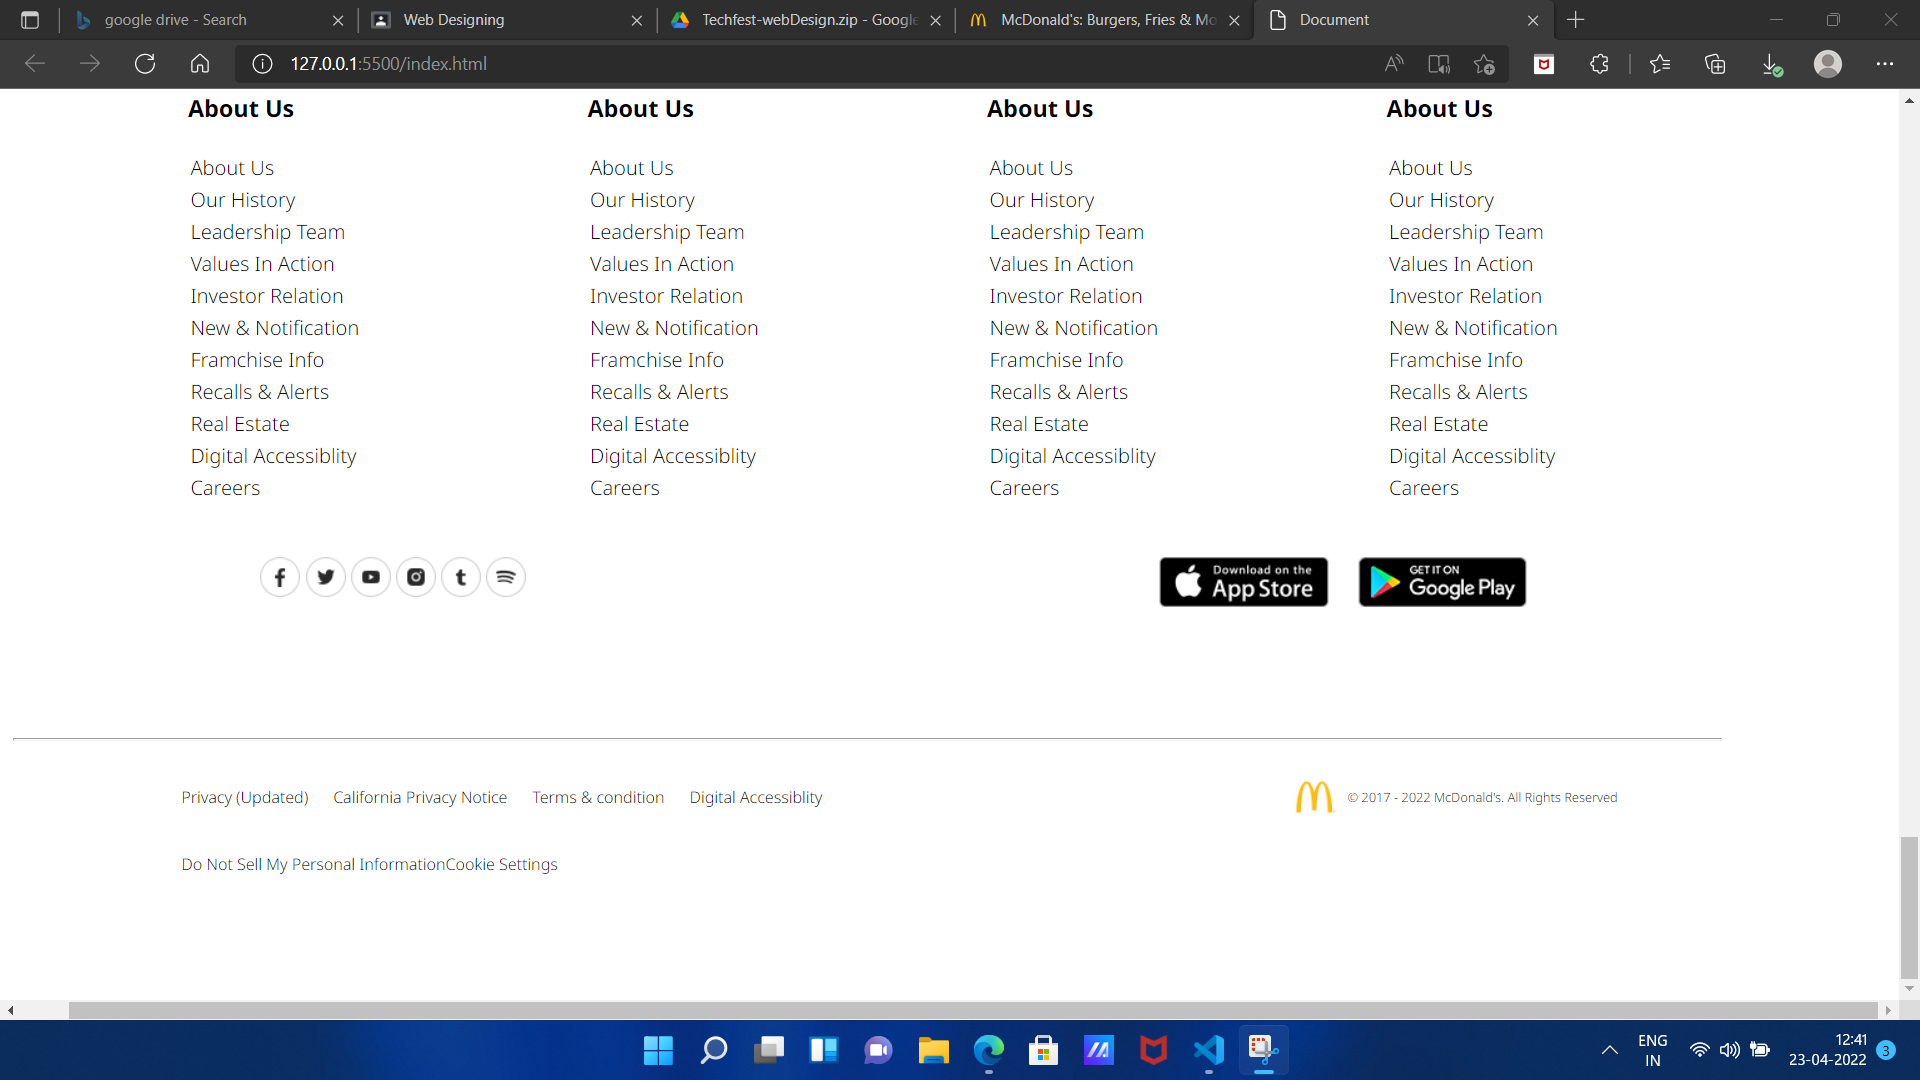 google drive - Search
Web Designing
Techfest-webDesign.zip - Google
McDonald's: Burgers, Fries & Mo
Document
127.0.0.1:5500/index.html
About Us About Us About Us About Us
About Us About Us About Us About Us
Our History Our History Our History Our History
Leadership Team Leadership Team Leadership Team Leadership Team
Values In Action Values In Action Values In Action Values In Action
Investor Relation Investor Relation Investor Relation Investor Relation
New & Notification New & Notification New & Notification New & Notification
Framchise Info Framchise Info Framchise Info Framchise Info
Recalls & Alerts Recalls & Alerts Recalls & Alerts Recalls & Alerts
Real Estate Real Estate Real Estate Real Estate
Digital Accessiblity Digital Accessiblity Digital Accessiblity Digital Accessiblity
Careers Careers Careers Careers
Download on the
App Store
GET IT ON
Google Play
Privacy (Updated) California Privacy Notice Terms & condition Digital Accessiblity
© 2017 - 2022 McDonald's. All Rights Reserved
Do Not Sell My Personal InformationCookie Settings
ENG
IN
12:41
23-04-2022
3